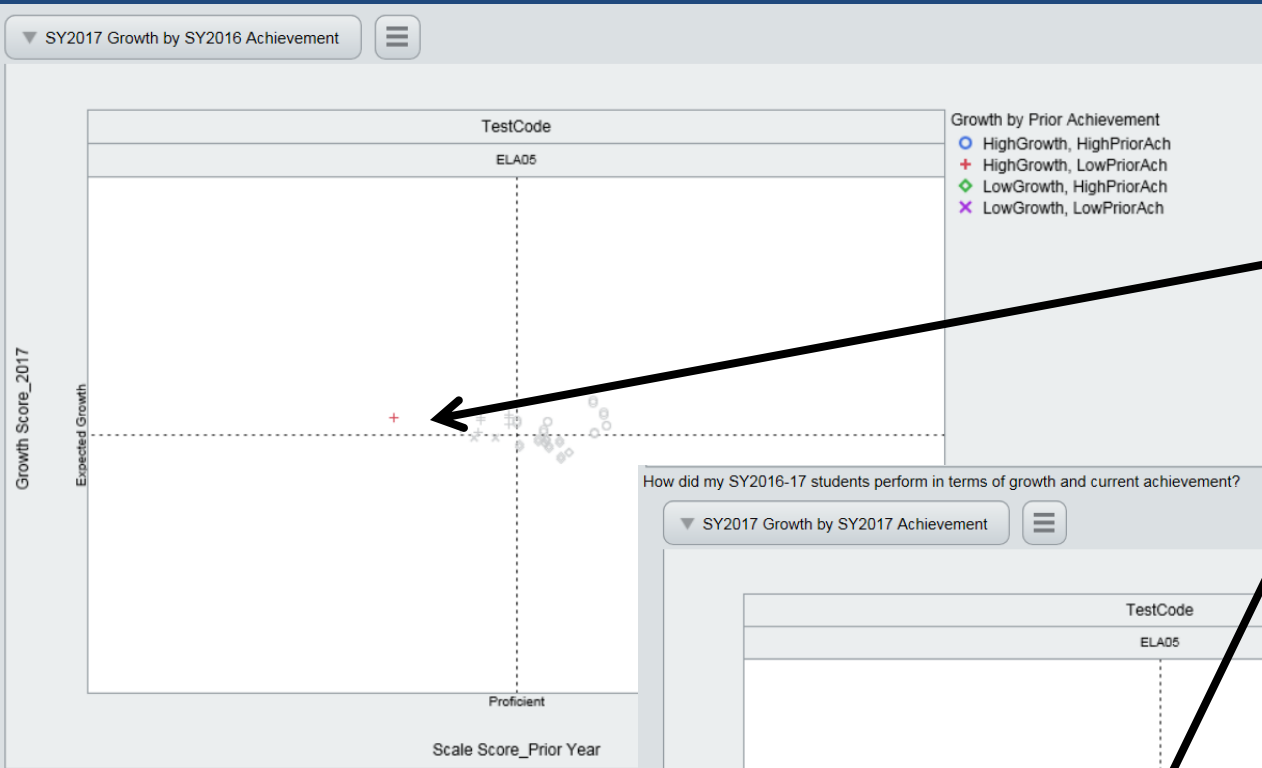 SY2017 Growth by SY2016 Achievement
TestCode
ELA05
Growth by Prior Achievement
HighGrowth, HighPriorAch
HighGrowth, LowPriorAch
LowGrowth, HighPriorAch
LowGrowth, LowPriorAch
Growth Score_2017
Expected Growth
Proficient
Scale Score_Prior Year
How did my SY2016-17 students perform in terms of growth and current achievement?
SY2017 Growth by SY2017 Achievement
TestCode
ELA05